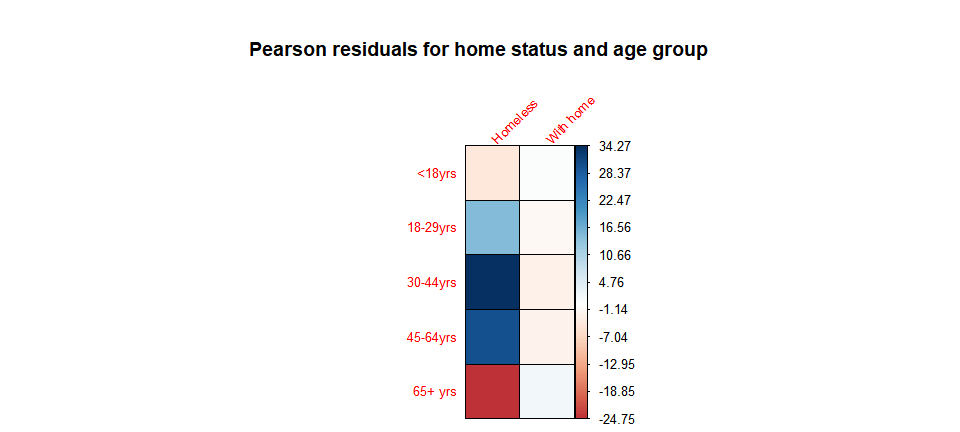 Pearson residuals for home status and age group
Homeless
With home
<18yrs
18-29yrs
30-44yrs
45-64yrs
65+ yrs
34.27
28.37
22.47
16.56
10.66
4.76
-1.14
-7.04
-12.95
-18.85
-24.75